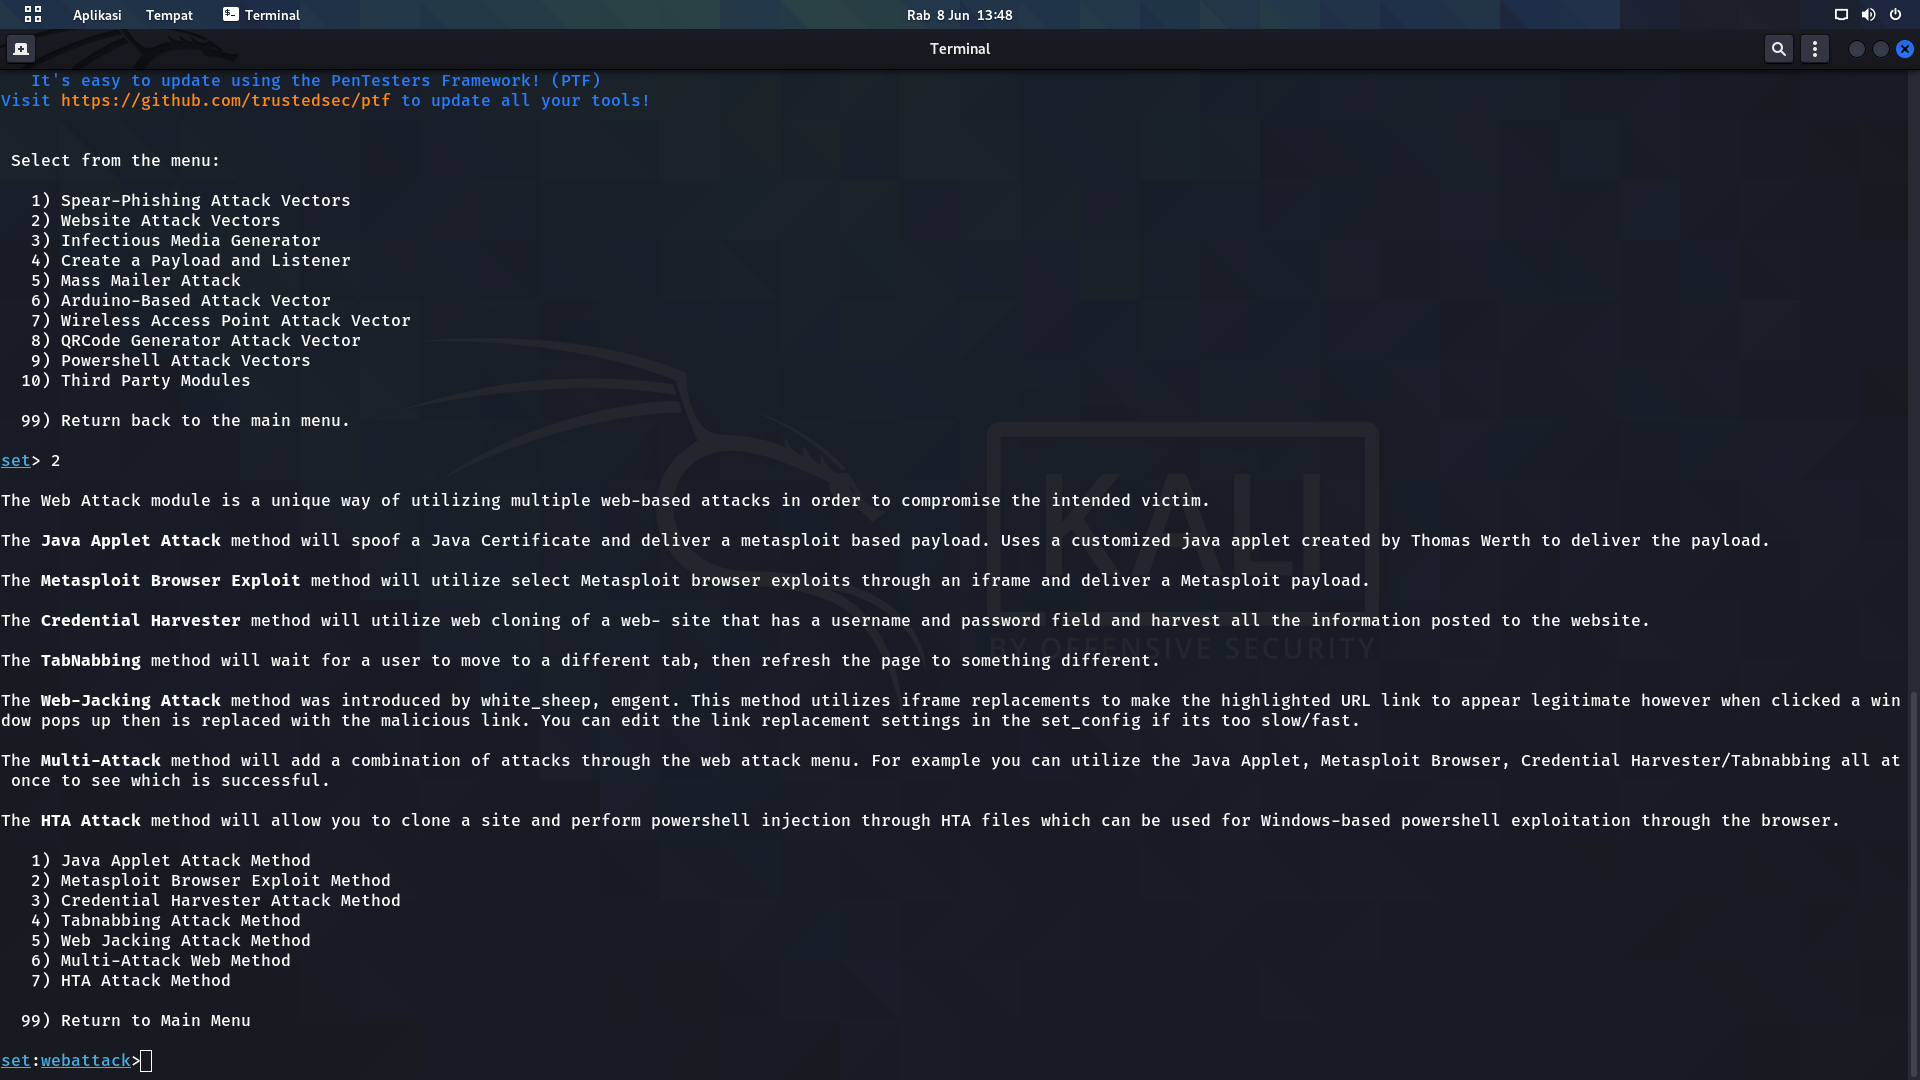 Aplikasi Tempat Terminal Rab 8 Jun 13:48
Terminal
It's easy to update using the PenTesters Framework! (PTF)
Visit https://github.com/trustedsec/ptf to update all your tools!
Select from the menu:
1) Spear-Phishing Attack Vectors
2) Website Attack Vectors
3) Infectious Media Generator
4) Create a Payload and Listener
5) Mass Mailer Attack
6) Arduino-Based Attack Vector
7) Wireless Access Point Attack Vector
8) QRCode Generator Attack Vector
9) Powershell Attack Vectors
10) Third Party Modules
99) Return back to the main menu.
set> 2
The Web Attack module is a unique way of utilizing multiple web-based attacks in order to compromise the intended victim.
The Java Applet Attack method will spoof a Java Certificate and deliver a metasploit based payload. Uses a customized java applet created by Thomas Werth to deliver the payload.
The Metasploit Browser Exploit method will utilize select Metasploit browser exploits through an iframe and deliver a Metasploit payload.
The Credential Harvester method will utilize web cloning of a web- site that has a username and password field and harvest all the information posted to the website.
The TabNabbing method will wait for a user to move to a different tab, then refresh the page to something different.
The Web-Jacking Attack method was introduced by white_sheep, emgent. This method utilizes iframe replacements to make the highlighted URL link to appear legitimate however when clicked a win
dow pops up then is replaced with the malicious link. You can edit the link replacement settings in the set_config if its too slow/fast.
The Multi-Attack method will add a combination of attacks through the web attack menu. For example you can utilize the Java Applet, Metasploit Browser, Credential Harvester/Tabnabbing all at
once to see which is successful.
The HTA Attack method will allow you to clone a site and perform powershell injection through HTA files which can be used for Windows-based powershell exploitation through the browser.
1) Java Applet Attack Method
2) Metasploit Browser Exploit Method
3) Credential Harvester Attack Method
4) Tabnabbing Attack Method
5) Web Jacking Attack Method
6) Multi-Attack Web Method
7) HTA Attack Method
99) Return to Main Menu
set:webattack>
KALI
BY OFFENSIVE SECURITY